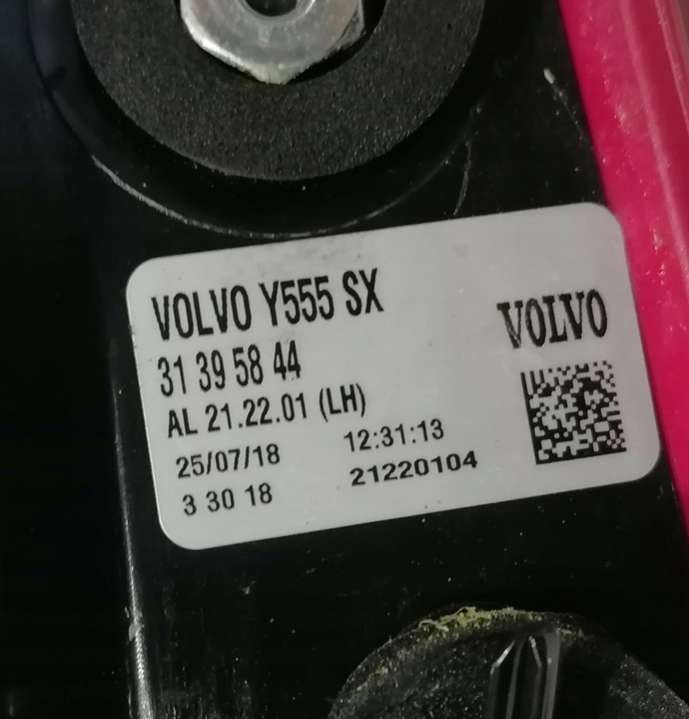 VOLVO Y555 SX
VOLVO
31 39 58 44
AL 21.22.01 (LH)
25/07/18 12:31:13
3 30 18 21220104